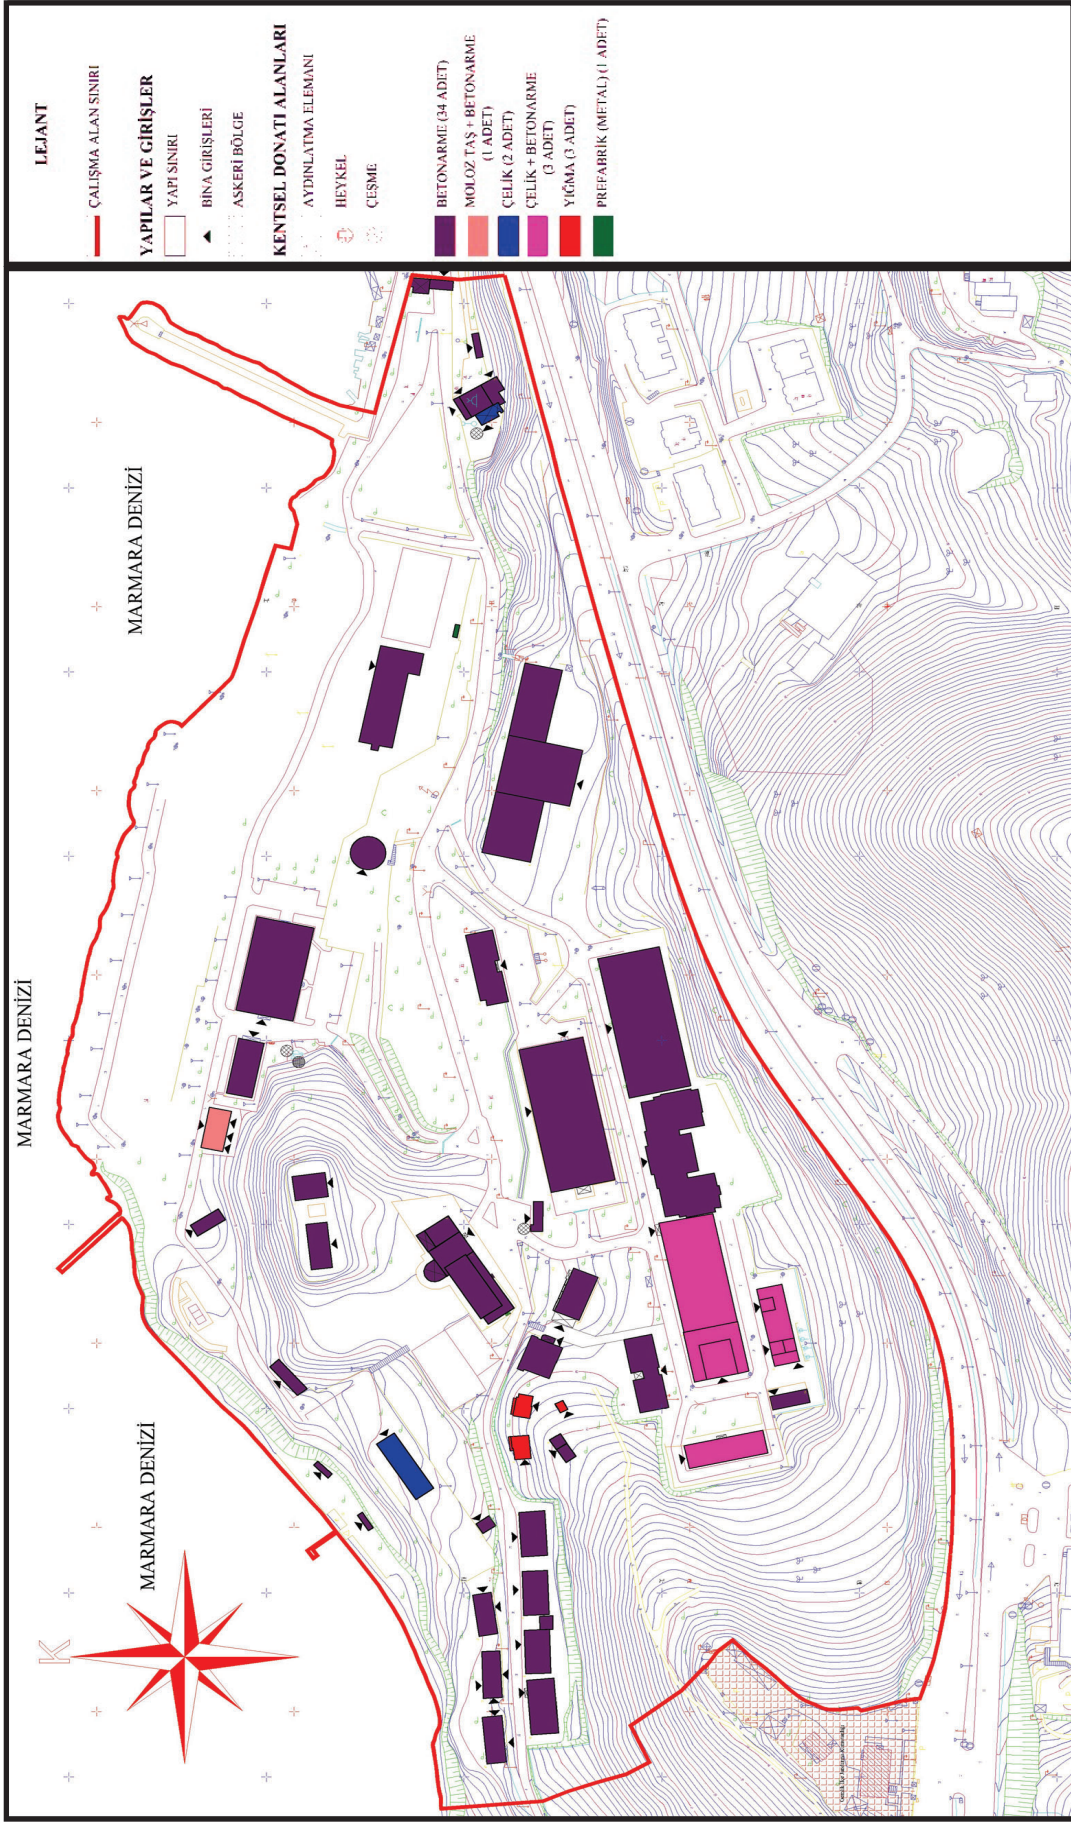 LEJANT
ÇALIŞMA ALAN SINIRI
YAPILAR VE GİRİŞLER
YAPI SINIRI
BİNA GİRİŞLERİ
ASKERİ BÖLGE
KENTSEL DONATI ALANLARI
AYDINLATMA ELEMANI
HEYKEL
ÇEŞME
BETONARME (34 ADET)
MOLOZ TAŞ + BETONARME
(1 ADET)
ÇELİK (2 ADET)
ÇELİK + BETONARME
(3 ADET)
YIĞMA (3 ADET)
PREFABRİK (METAL) (1 ADET)
MARMARA DENİZİ
MARMARA DENİZİ
MARMARA DENİZİ
K